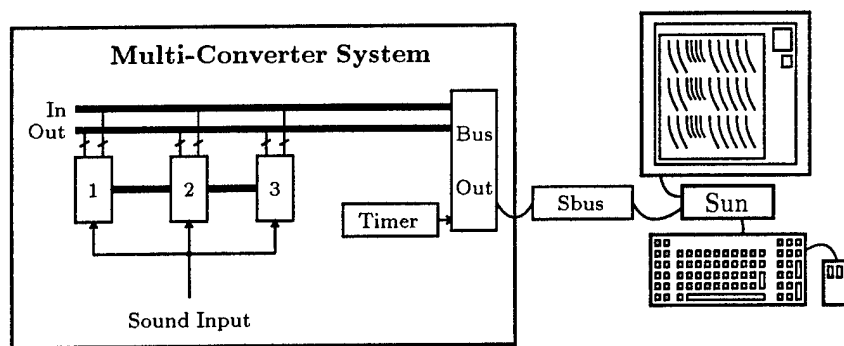 Multi-Converter System
In
Out
Bus
1
2
3
Out
Timer
Sbus
Sun
Sound Input